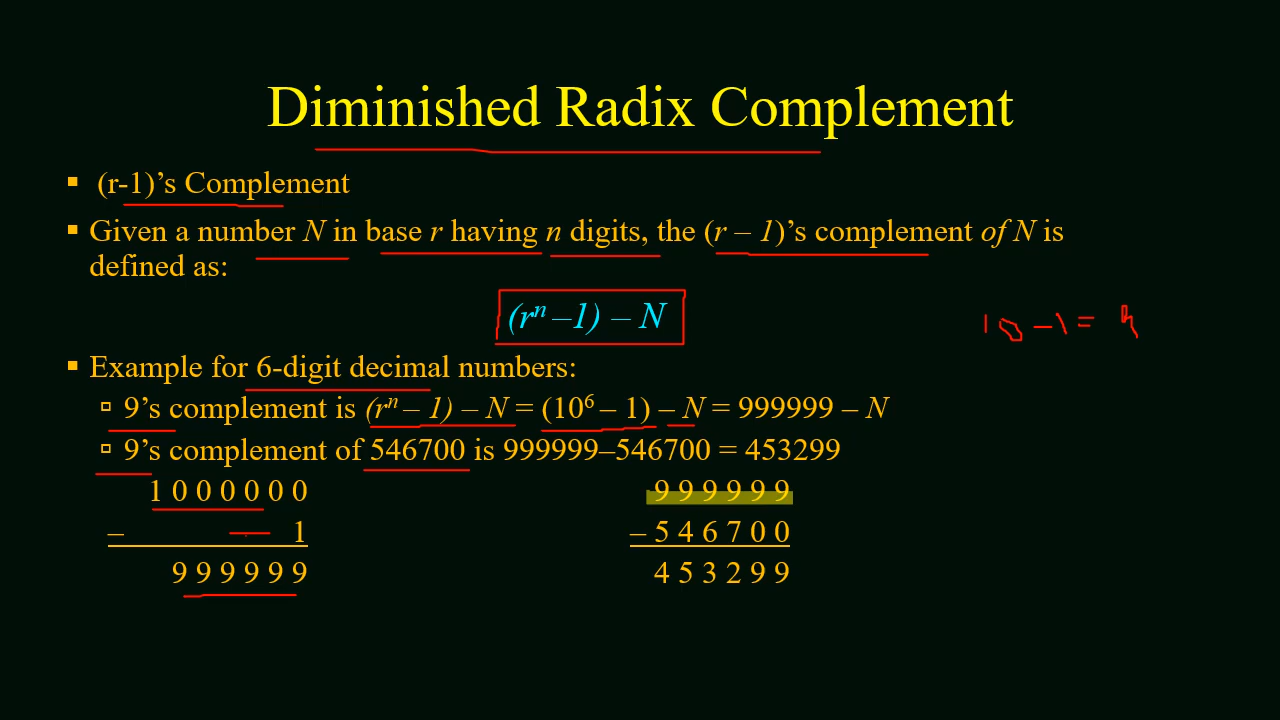 Diminished Radix Complement
▪ (r-1)’s Complement
▪ Given a number N in base r having n digits, the (r – 1)’s complement of N is
defined as:
(rⁿ –1) – N
10 – 1 = 9
▪ Example for 6-digit decimal numbers:
▫ 9’s complement is (rⁿ – 1) – N = (10⁶ – 1) – N = 999999 – N
▫ 9’s complement of 546700 is 999999–546700 = 453299
1 0 0 0 0 0 0
– 1
9 9 9 9 9 9
9 9 9 9 9 9
– 5 4 6 7 0 0
4 5 3 2 9 9